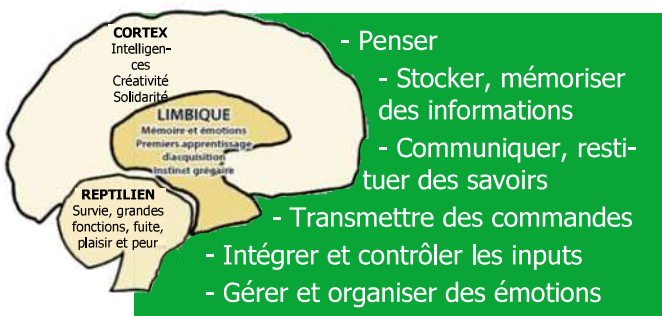 CORTEX
Intelligen-
ces
Créativité
Solidarité
LIMBIQUE
Mémoire et émotions
Premiers apprentissage
d'acquisition
Instinct grégaire
REPTILIEN
Survie, grandes
fonctions, fuite,
plaisir et peur
- Penser
- Stocker, mémoriser
des informations
- Communiquer, resti-
tuer des savoirs
- Transmettre des commandes
- Intégrer et contrôler les inputs
- Gérer et organiser des émotions